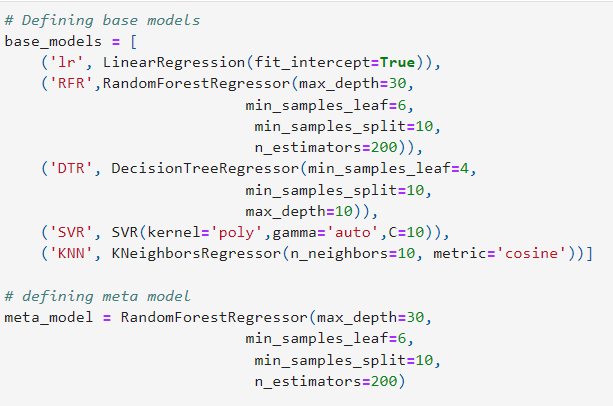 # Defining base models
base_models = [
    ('lr', LinearRegression(fit_intercept=True)),
    ('RFR',RandomForestRegressor(max_depth=30,
                           min_samples_leaf=6,
                            min_samples_split=10,
                            n_estimators=200)),
    ('DTR', DecisionTreeRegressor(min_samples_leaf=4,
                           min_samples_split=10,
                           max_depth=10)),
    ('SVR', SVR(kernel='poly',gamma='auto',C=10)),
    ('KNN', KNeighborsRegressor(n_neighbors=10, metric='cosine'))]

# defining meta model
meta_model = RandomForestRegressor(max_depth=30,
                           min_samples_leaf=6,
                            min_samples_split=10,
                            n_estimators=200)